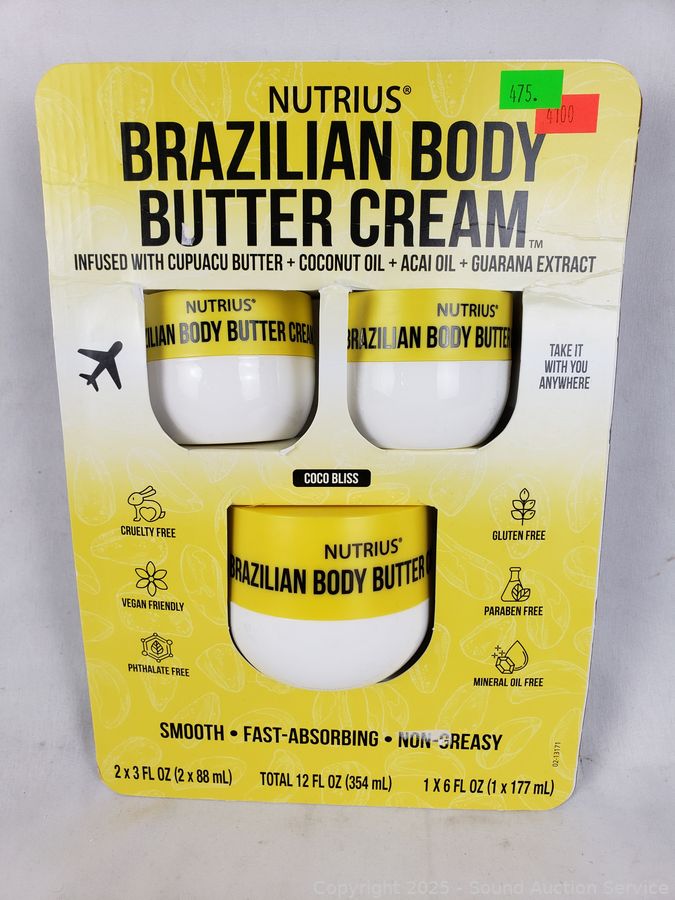 NUTRIUS®
475.
4100
BRAZILIAN BODY
BUTTER CREAM™
INFUSED WITH CUPUACU BUTTER + COCONUT OIL + ACAI OIL + GUARANA EXTRACT
NUTRIUS®
ZILIAN BODY BUTTER CREAM
NUTRIUS®
BRAZILIAN BODY BUTTER
TAKE IT
WITH YOU
ANYWHERE
COCO BLISS
CRUELTY FREE
VEGAN FRIENDLY
PHTHALATE FREE
NUTRIUS®
BRAZILIAN BODY BUTTER
GLUTEN FREE
PARABEN FREE
MINERAL OIL FREE
SMOOTH • FAST-ABSORBING • NON-GREASY
2 x 3 FL OZ (2 x 88 mL)
TOTAL 12 FL OZ (354 mL)
1 X 6 FL OZ (1 x 177 mL)
02-13171
Copyright 2025 - Sound Auction Service